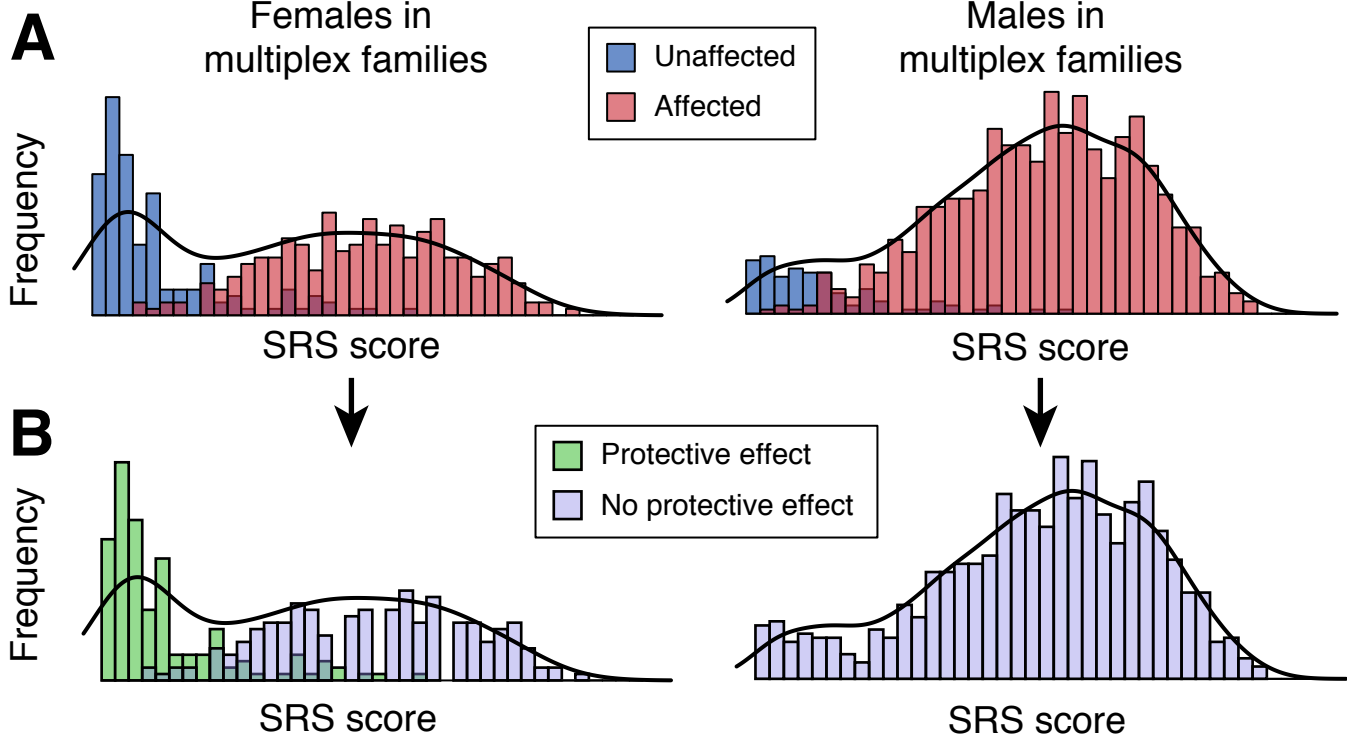 A
Females in
multiplex families
Unaffected
Affected
Males in
multiplex families
Frequency
SRS score
SRS score
B
Protective effect
No protective effect
Frequency
SRS score
SRS score